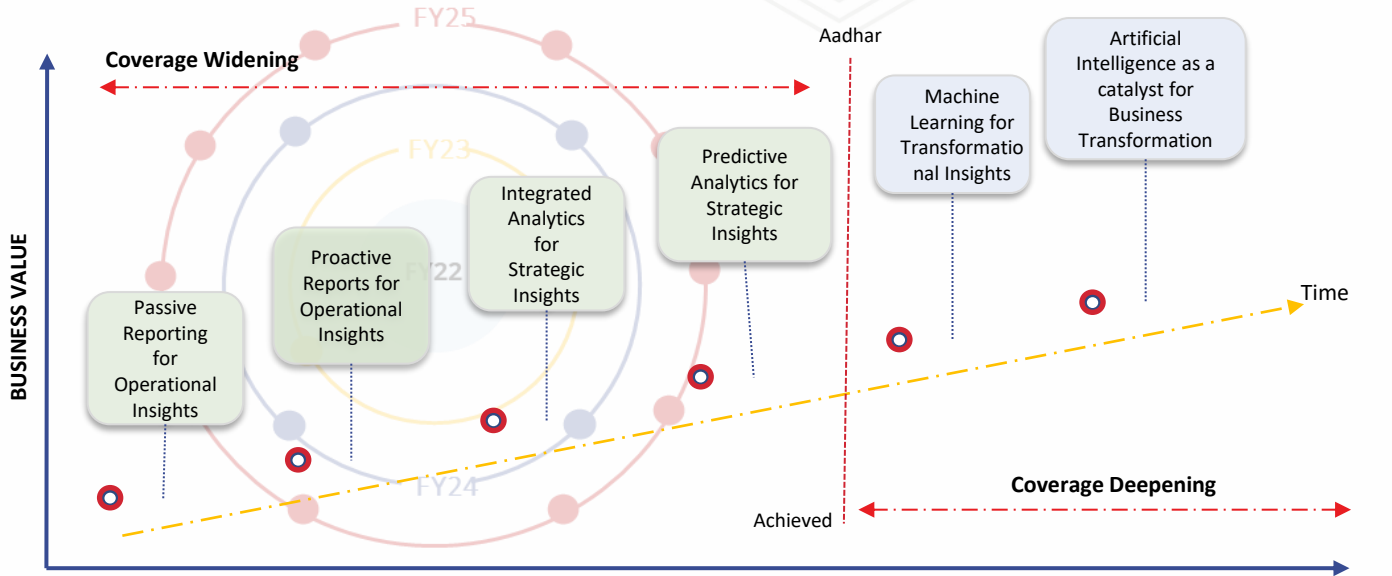 FY25
Aadhar
Coverage Widening
Artificial
Intelligence as a
catalyst for
Business
Transformation
Machine
Learning for
Transformatio
nal Insights
FY23
Predictive
Analytics for
Strategic
Insights
Integrated
Analytics
for
Strategic
Insights
Proactive
Reports for
Operational
Insights
FY22
BUSINESS VALUE
Passive
Reporting
for
Operational
Insights
Time
FY24
Coverage Deepening
Achieved